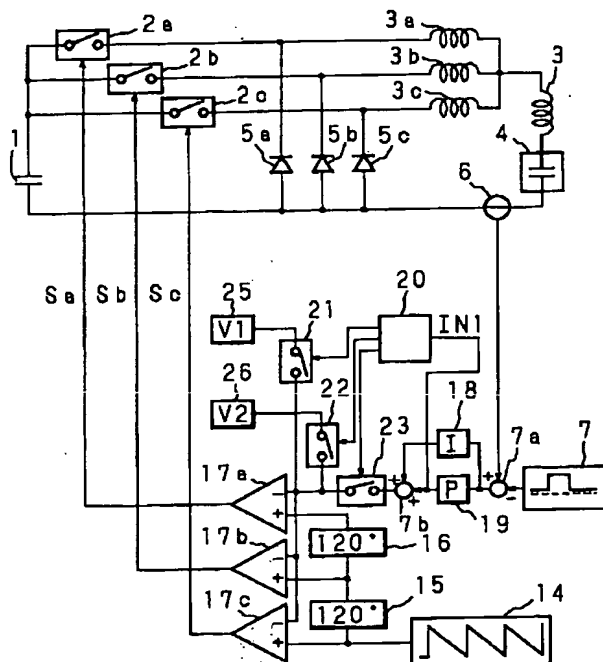 2a
3a
2b
3b
3
2c
3c
1
5a
5b
5c
4
6
Sa
Sb
Sc
25
20
V1
21
IN1
26
22
18
V2
23
I
7a
7
17a
-
+
+
+
P
+
-
7b
19
17b
-
+
120°
16
17c
-
+
120°
15
14